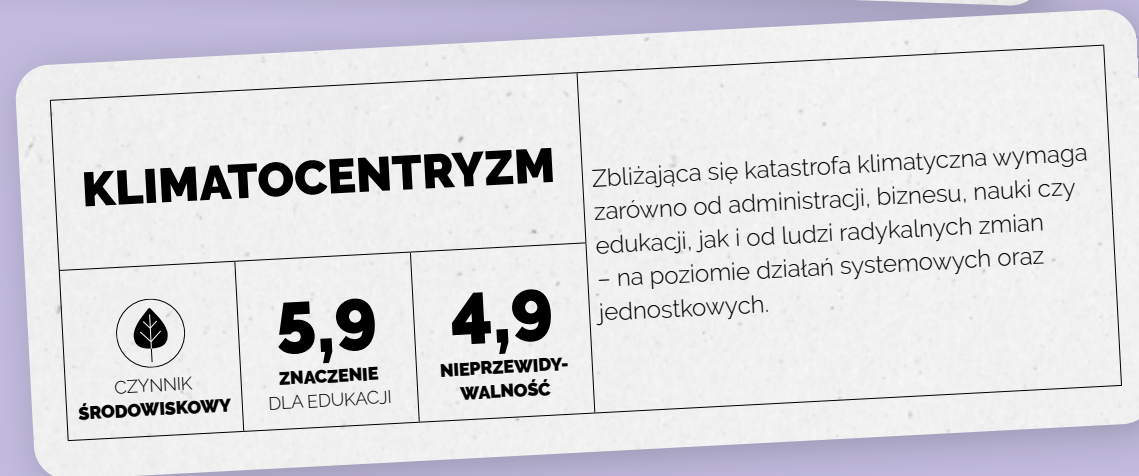 KLIMATOCENTRYZM
CZYNNIK
ŚRODOWISKOWY
5,9
ZNACZENIE
DLA EDUKACJI
4,9
NIEPRZEWIDY-
WALNOŚĆ
Zbliżająca się katastrofa klimatyczna wymaga
zarówno od administracji, biznesu, nauki czy
edukacji, jak i od ludzi radykalnych zmian
– na poziomie działań systemowych oraz
jednostkowych.